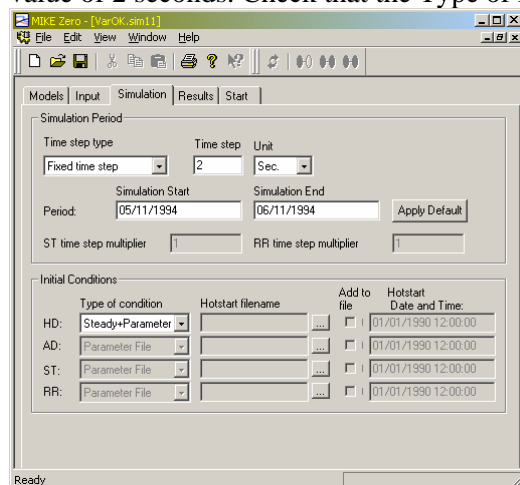 value of 2 seconds. Check that the Type of
MIKE Zero - [VarOK.sim11]
File Edit View Window Help
Models Input Simulation Results Start
Simulation Period
Time step type Time step Unit
Fixed time step 2 Sec.
Simulation Start Simulation End
Period: 05/11/1994 06/11/1994 Apply Default
ST time step multiplier 1 RR time step multiplier 1
Initial Conditions
Type of condition Hotstart filename Add to file Hotstart Date and Time:
HD: Steady+Parameter ... 01/01/1990 12:00:00
AD: Parameter File ... 01/01/1990 12:00:00
ST: Parameter File ... 01/01/1990 12:00:00
RR: Parameter File ... 01/01/1990 12:00:00
Ready